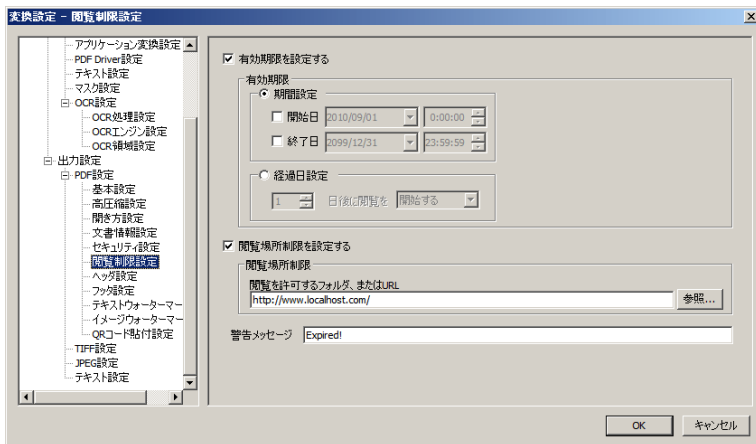 変換設定 - 閲覧制限設定
アプリケーション変換設定
PDF Driver設定
テキスト設定
マスク設定
OCR設定
OCR処理設定
OCRエンジン設定
OCR領域設定
出力設定
PDF設定
基本設定
高圧縮設定
開き方設定
文書情報設定
セキュリティ設定
閲覧制限設定
ヘッダ設定
フッタ設定
テキストウォーターマー
イメージウォーターマー
QRコード貼付設定
TIFF設定
JPEG設定
テキスト設定
有効期限を設定する
有効期限
期間設定
開始日 2010/09/01 0:00:00
終了日 2099/12/31 23:59:59
経過日設定
1 日後に閲覧を 開始する
閲覧場所制限を設定する
閲覧場所制限
閲覧を許可するフォルダ、またはURL
http://www.localhost.com/ 参照...
警告メッセージ Expired!
OK キャンセル